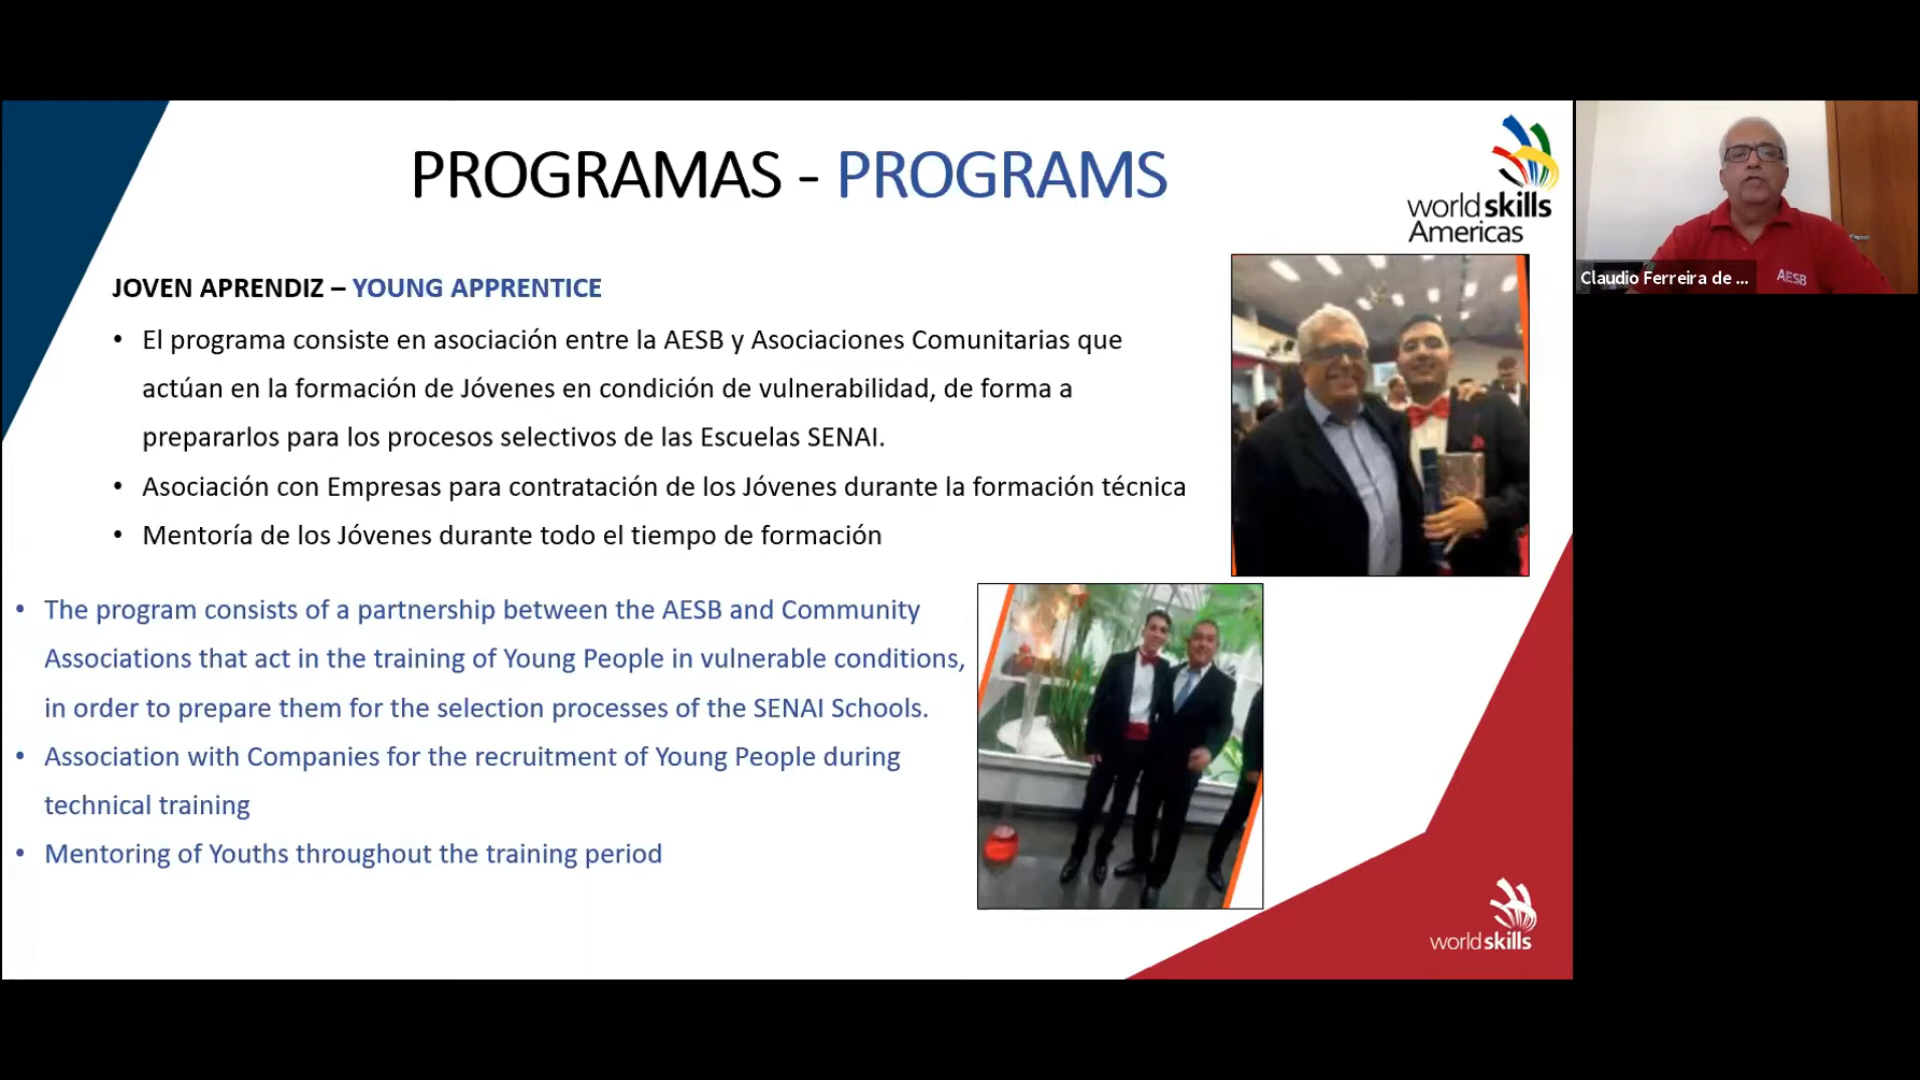 PROGRAMAS - PROGRAMS
world skills
Americas
JOVEN APRENDIZ – YOUNG APPRENTICE
• El programa consiste en asociación entre la AESB y Asociaciones Comunitarias que
actúan en la formación de Jóvenes en condición de vulnerabilidad, de forma a
prepararlos para los procesos selectivos de las Escuelas SENAI.
• Asociación con Empresas para contratación de los Jóvenes durante la formación técnica
• Mentoría de los Jóvenes durante todo el tiempo de formación
• The program consists of a partnership between the AESB and Community
Associations that act in the training of Young People in vulnerable conditions,
in order to prepare them for the selection processes of the SENAI Schools.
• Association with Companies for the recruitment of Young People during
technical training
• Mentoring of Youths throughout the training period
world skills
Claudio Ferreira de ...
AESB